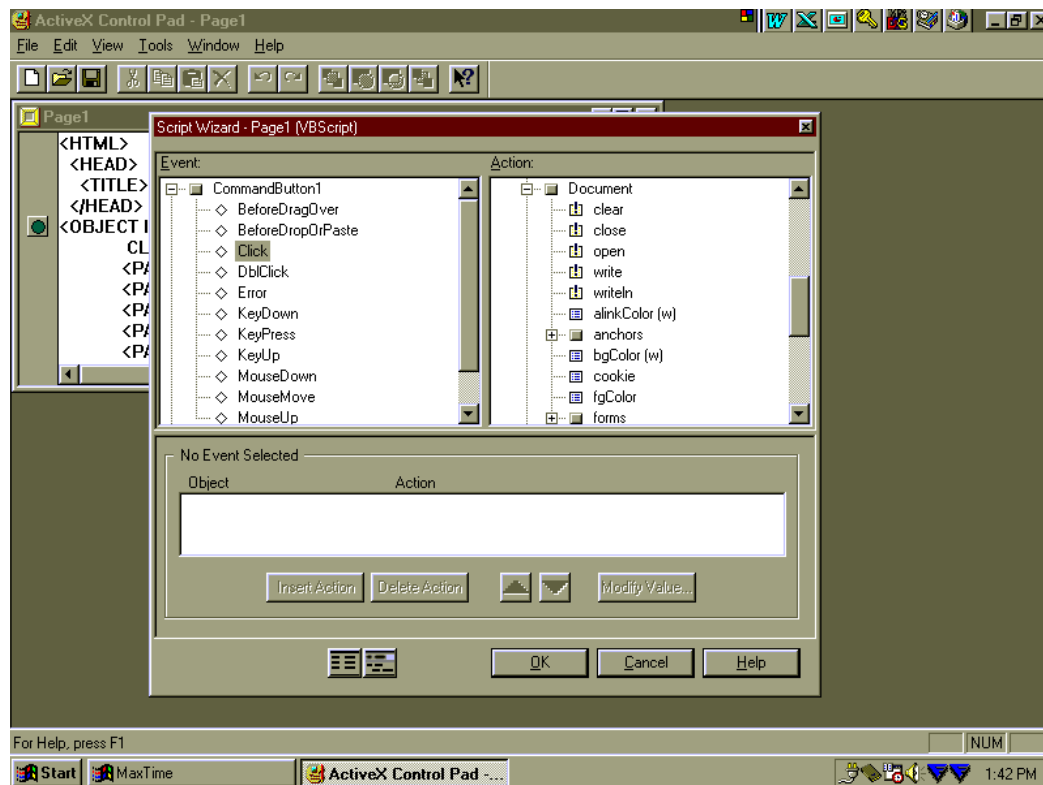 ActiveX Control Pad - Page1
File Edit View Tools Window Help
Page1
<HTML>
<HEAD>
<TITLE>
</HEAD>
<OBJECT I
CL
<PA
<PA
<PA
<PA
<PA
Script Wizard - Page1 (VBScript)
Event:
CommandButton1
BeforeDragOver
BeforeDropOrPaste
Click
DblClick
Error
KeyDown
KeyPress
KeyUp
MouseDown
MouseMove
MouseUp
Action:
Document
clear
close
open
write
writeln
alinkColor (w)
anchors
bgColor (w)
cookie
fgColor
forms
No Event Selected
Object Action
Insert Action Delete Action Modify Value...
OK Cancel Help
For Help, press F1 NUM
Start MaxTime ActiveX Control Pad -... 1:42 PM